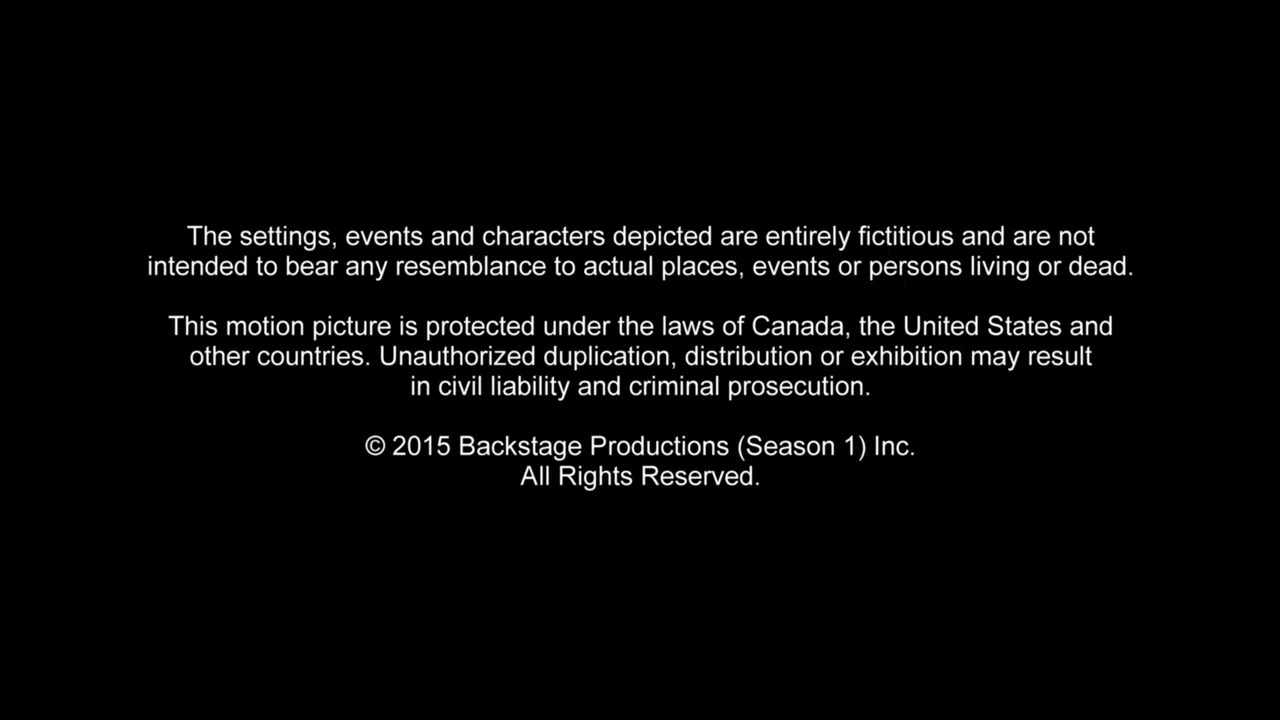 The settings, events and characters depicted are entirely fictitious and are not
intended to bear any resemblance to actual places, events or persons living or dead.
This motion picture is protected under the laws of Canada, the United States and
other countries. Unauthorized duplication, distribution or exhibition may result
in civil liability and criminal prosecution.
© 2015 Backstage Productions (Season 1) Inc.
All Rights Reserved.